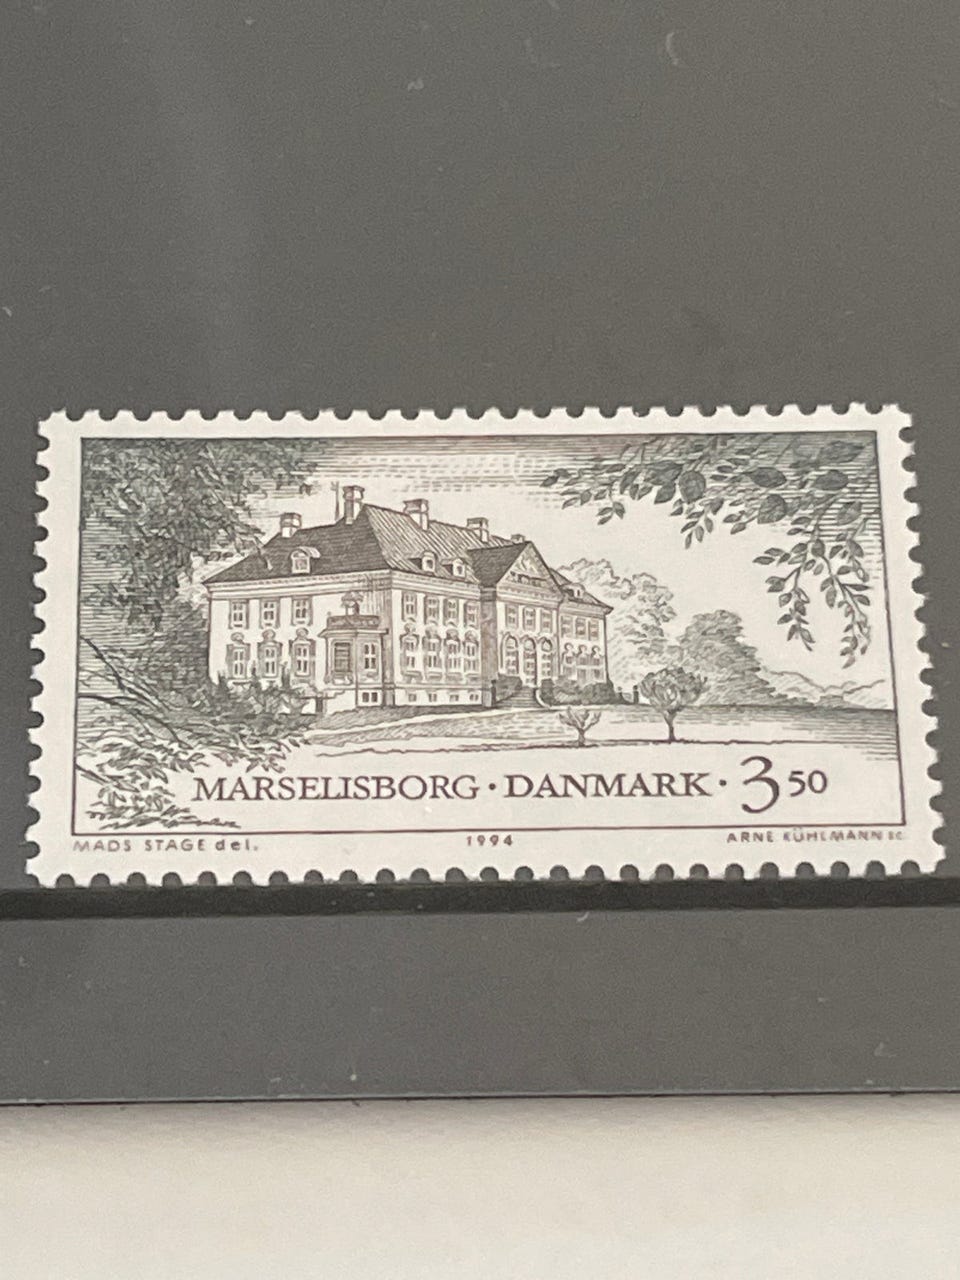 MARSELISBORG · DANMARK · 3 50
MADS STAGE del. 1994 ARNE KÜHLMANN SC.